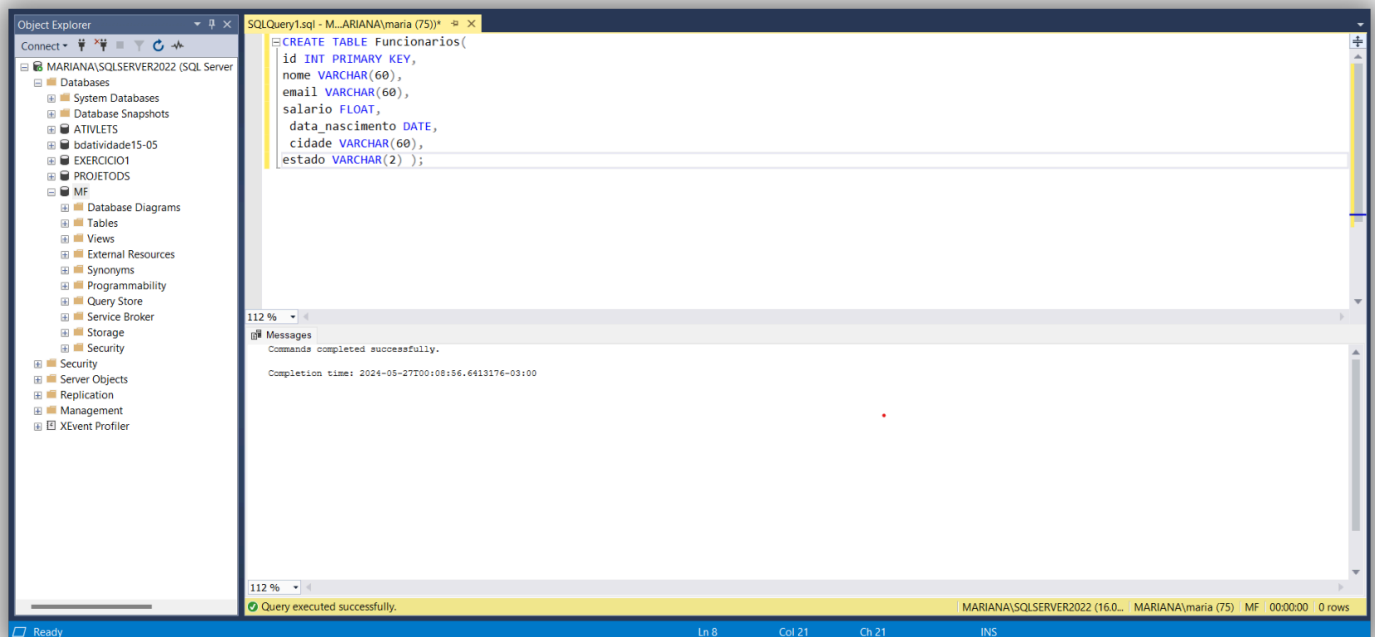 Object Explorer
Connect
MARIANA\SQLSERVER2022 (SQL Server
Databases
System Databases
Database Snapshots
ATIVLETS
bdatividade15-05
EXERCICIO1
PROJETODS
MF
Database Diagrams
Tables
Views
External Resources
Synonyms
Programmability
Query Store
Service Broker
Storage
Security
Security
Server Objects
Replication
Management
XEvent Profiler
SQLQuery1.sql - M...ARIANA\maria (75))*
CREATE TABLE Funcionarios(
id INT PRIMARY KEY,
nome VARCHAR(60),
email VARCHAR(60),
salario FLOAT,
data_nascimento DATE,
cidade VARCHAR(60),
estado VARCHAR(2) );
112 %
Messages
Commands completed successfully.
Completion time: 2024-05-27T00:08:56.6413176-03:00
112 %
Query executed successfully. MARIANA\SQLSERVER2022 (16.0... MARIANA\maria (75) MF 00:00:00 0 rows
Ready Ln 8 Col 21 Ch 21 INS